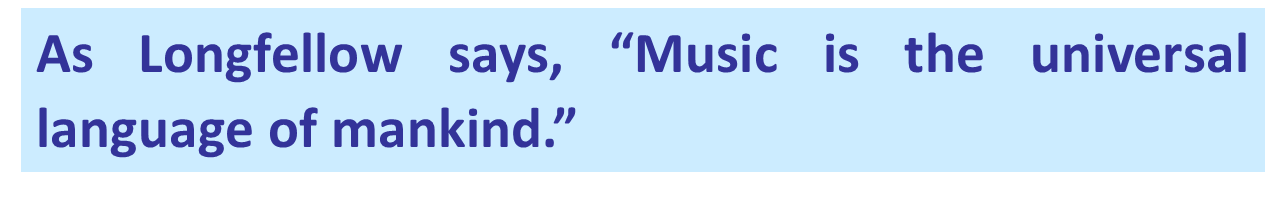 As Longfellow says, “Music is the universal
language of mankind.”